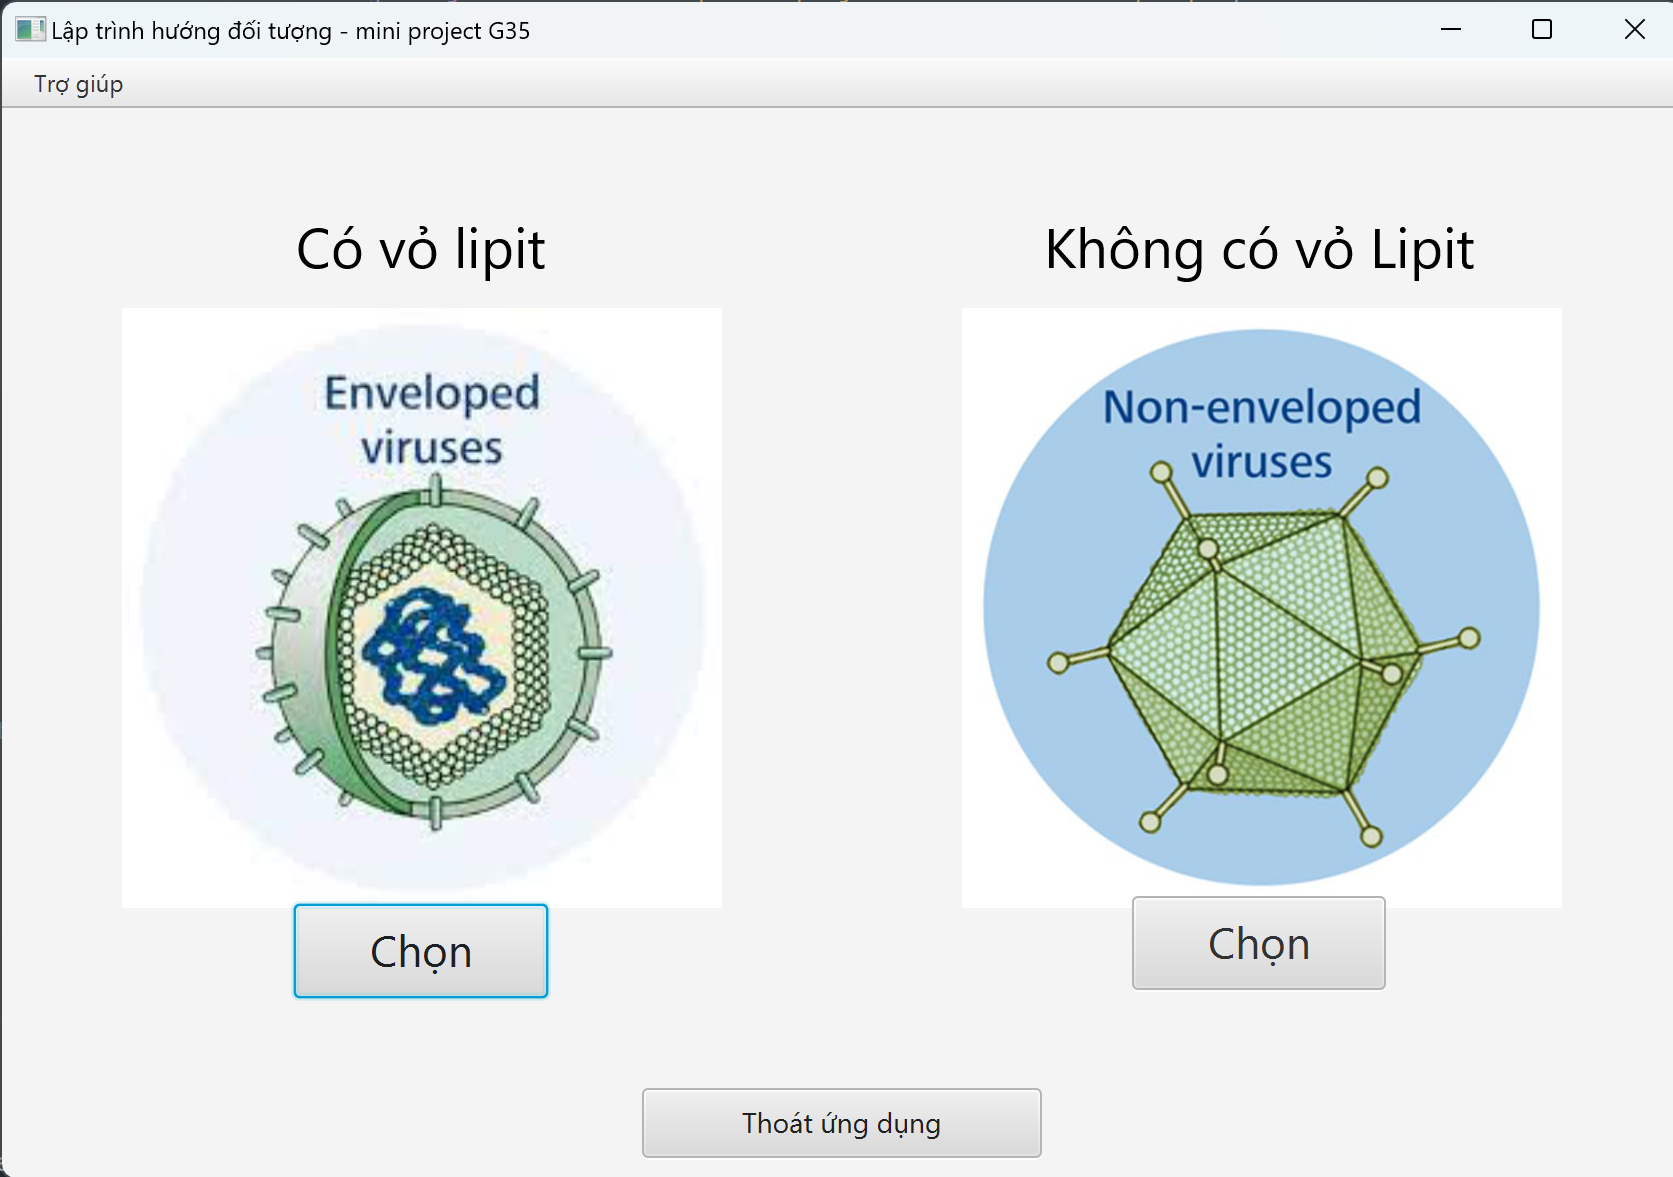 Lập trình hướng đối tượng - mini project G35
Trợ giúp
Có vỏ lipit
Enveloped
viruses
Chọn
Không có vỏ Lipit
Non-enveloped
viruses
Chọn
Thoát ứng dụng